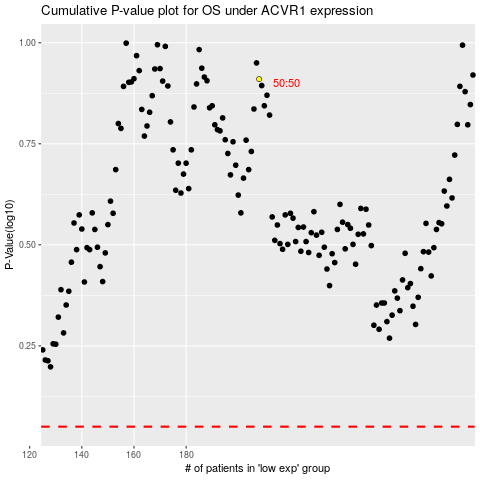 Cumulative P-value plot for OS under ACVR1 expression
P-Value(log10)
1.00
0.75
0.50
0.25
50:50
120 140 160 180
# of patients in 'low exp' group